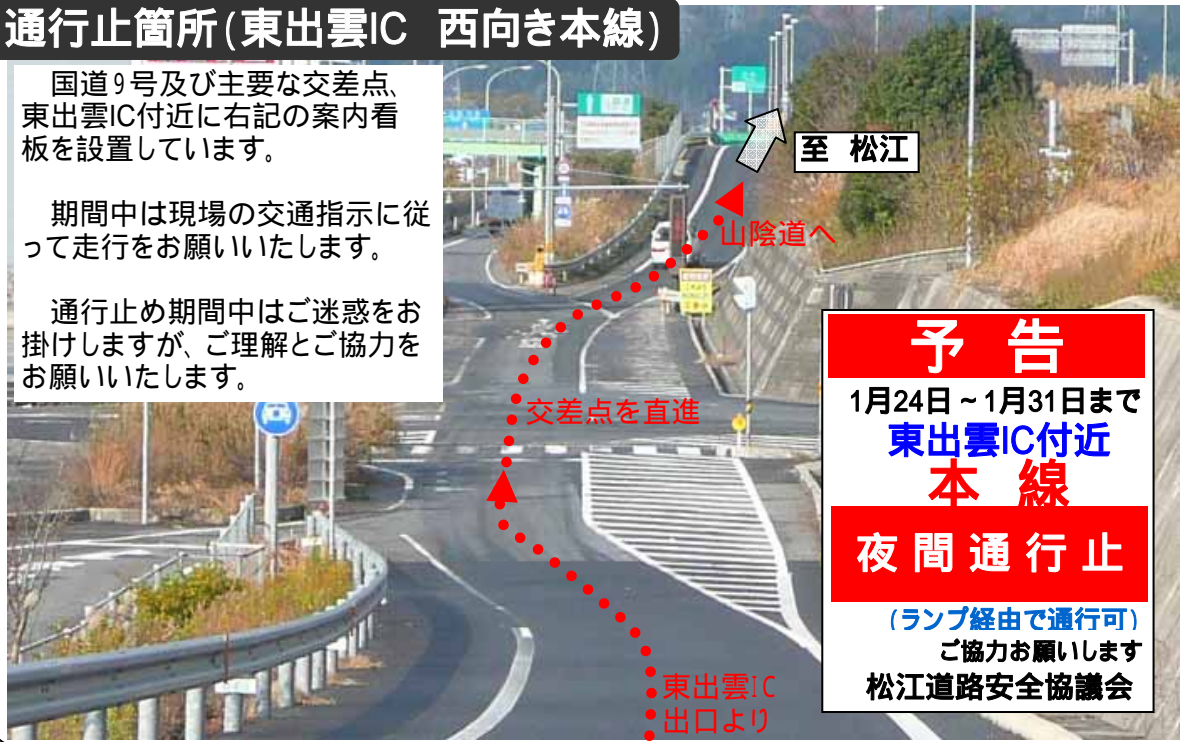 通行止箇所(東出雲IC 西向き本線)
国道9号及び主要な交差点、
東出雲IC付近に右記の案内看
板を設置しています。
期間中は現場の交通指示に従
って走行をお願いいたします。
通行止め期間中はご迷惑をお
掛けしますが、ご理解とご協力を
お願いいたします。
至 松江
山陰道へ
交差点を直進
東出雲IC
出口より
予 告
1月24日~1月31日まで
東出雲IC付近
本 線
夜間通行止
(ランプ経由で通行可)
ご協力お願いします
松江道路安全協議会